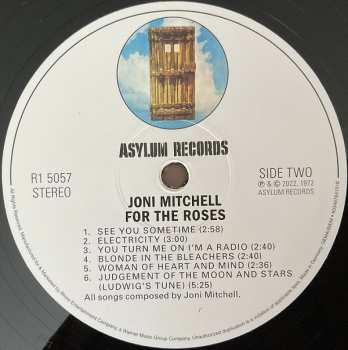 ASYLUM RECORDS
R1 5057
STEREO
SIDE TWO
℗ & © 2022, 1972
ASYLUM RECORDS
JONI MITCHELL
FOR THE ROSES
1. SEE YOU SOMETIME (2:58)
2. ELECTRICITY (3:00)
3. YOU TURN ME ON I'M A RADIO (2:40)
4. BLONDE IN THE BLEACHERS (2:40)
5. WOMAN OF HEART AND MIND (2:36)
6. JUDGEMENT OF THE MOON AND STARS
(LUDWIG'S TUNE) (5:25)
All songs composed by Joni Mitchell.